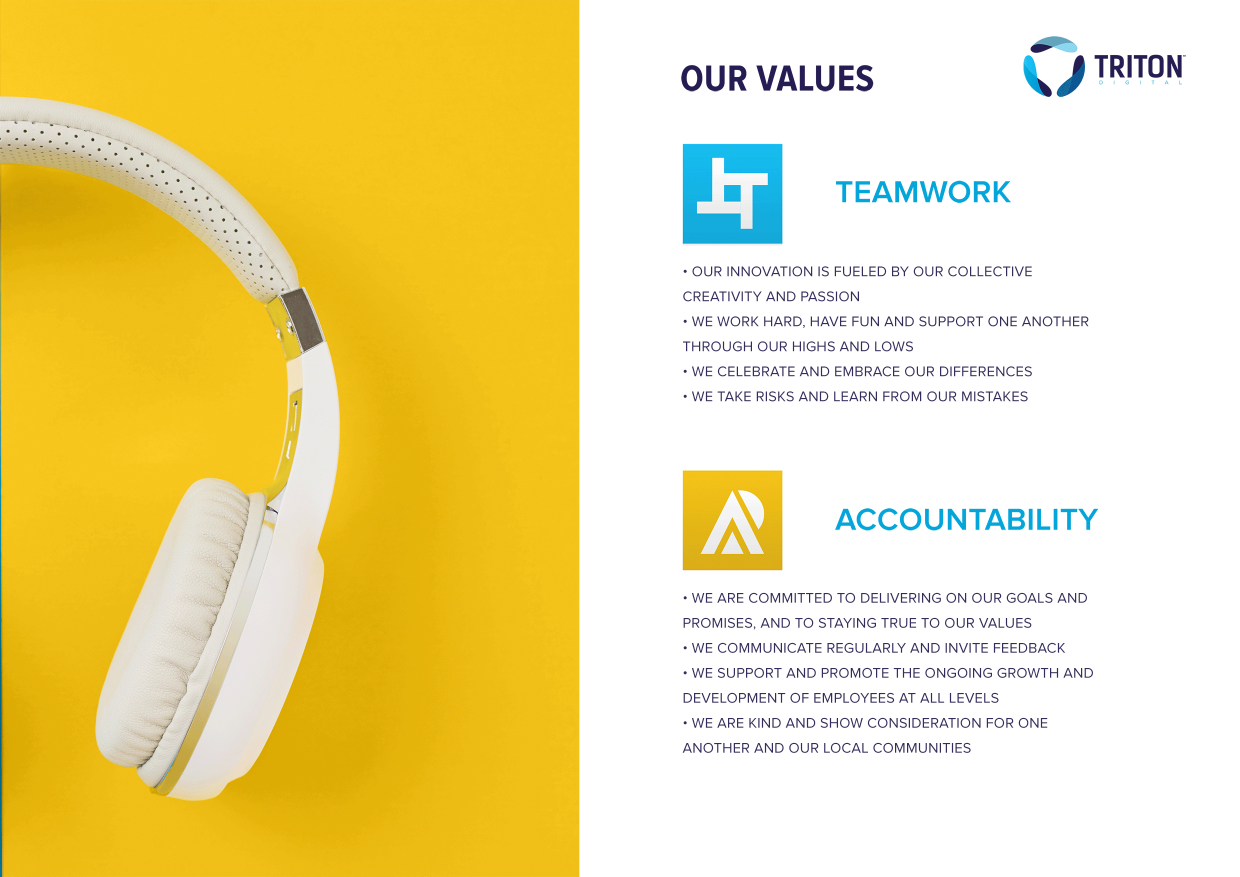 OUR VALUES
TRITON
DIGITAL
TEAMWORK
• OUR INNOVATION IS FUELED BY OUR COLLECTIVE
CREATIVITY AND PASSION
• WE WORK HARD, HAVE FUN AND SUPPORT ONE ANOTHER
THROUGH OUR HIGHS AND LOWS
• WE CELEBRATE AND EMBRACE OUR DIFFERENCES
• WE TAKE RISKS AND LEARN FROM OUR MISTAKES
ACCOUNTABILITY
• WE ARE COMMITTED TO DELIVERING ON OUR GOALS AND
PROMISES, AND TO STAYING TRUE TO OUR VALUES
• WE COMMUNICATE REGULARLY AND INVITE FEEDBACK
• WE SUPPORT AND PROMOTE THE ONGOING GROWTH AND
DEVELOPMENT OF EMPLOYEES AT ALL LEVELS
• WE ARE KIND AND SHOW CONSIDERATION FOR ONE
ANOTHER AND OUR LOCAL COMMUNITIES